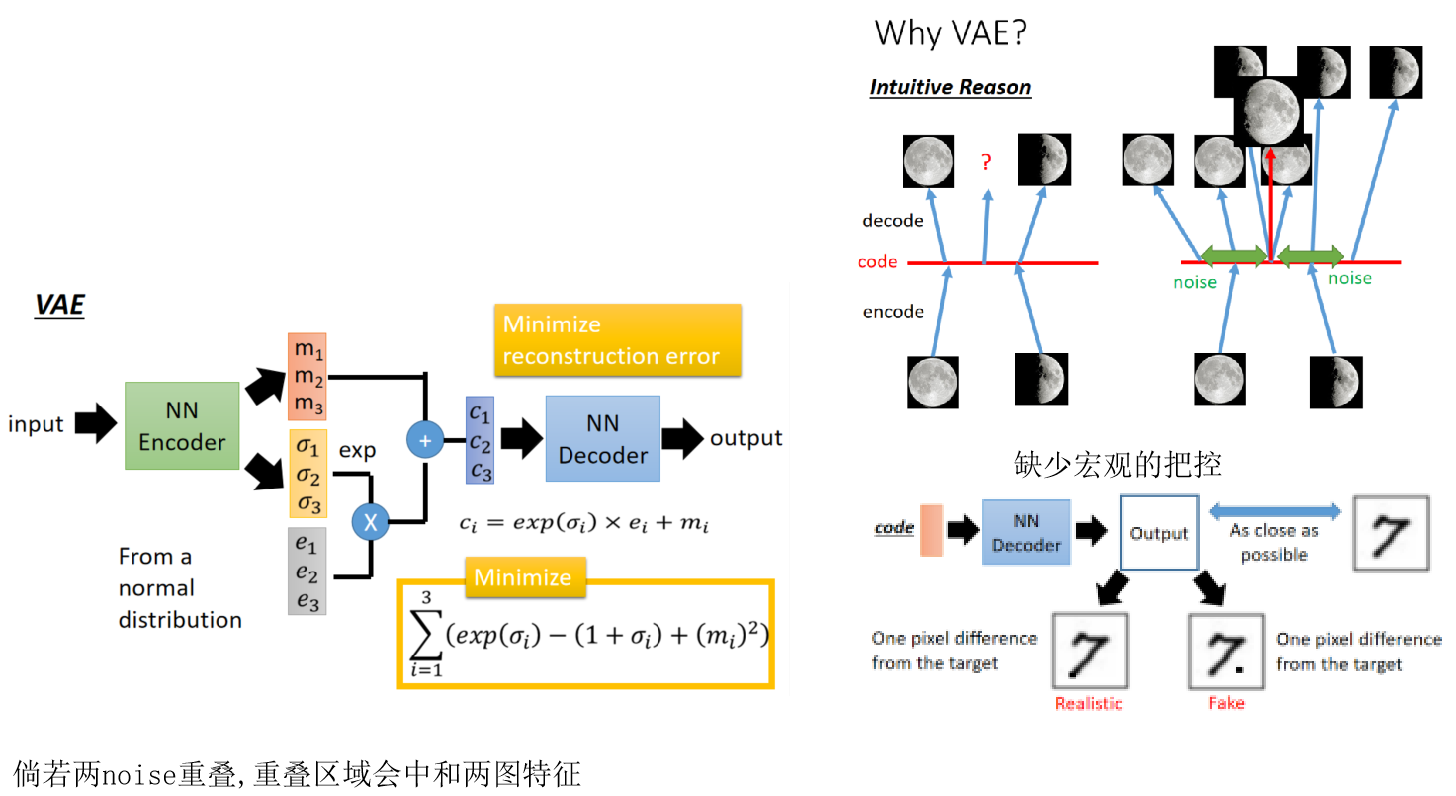 Why VAE?
Intuitive Reason
?
decode
code
encode
noise
noise
VAE
Minimize
reconstruction error
input
NN
Encoder
m₁
m₂
m₃
σ₁
σ₂
σ₃
exp
e₁
e₂
e₃
From a
normal
distribution
+
X
c₁
c₂
c₃
NN
Decoder
output
cᵢ = exp(σᵢ) × eᵢ + mᵢ
Minimize
3
∑(exp(σᵢ) − (1 + σᵢ) + (mᵢ)²)
i=1
缺少宏观的把控
code
NN
Decoder
Output
As close as
possible
7
One pixel difference
from the target
7
Realistic
7.
Fake
One pixel difference
from the target
倘若两noise重叠,重叠区域会中和两图特征